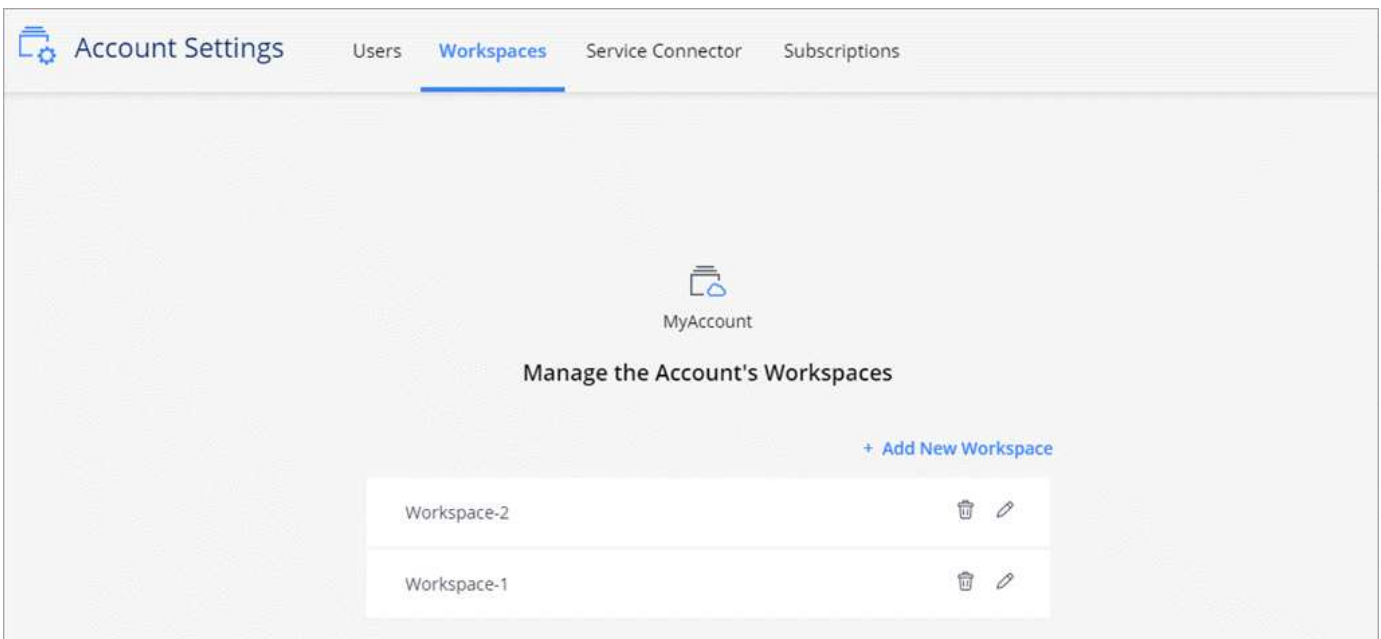 Account Settings Users Workspaces Service Connector Subscriptions
MyAccount
Manage the Account's Workspaces
+ Add New Workspace
Workspace-2
Workspace-1